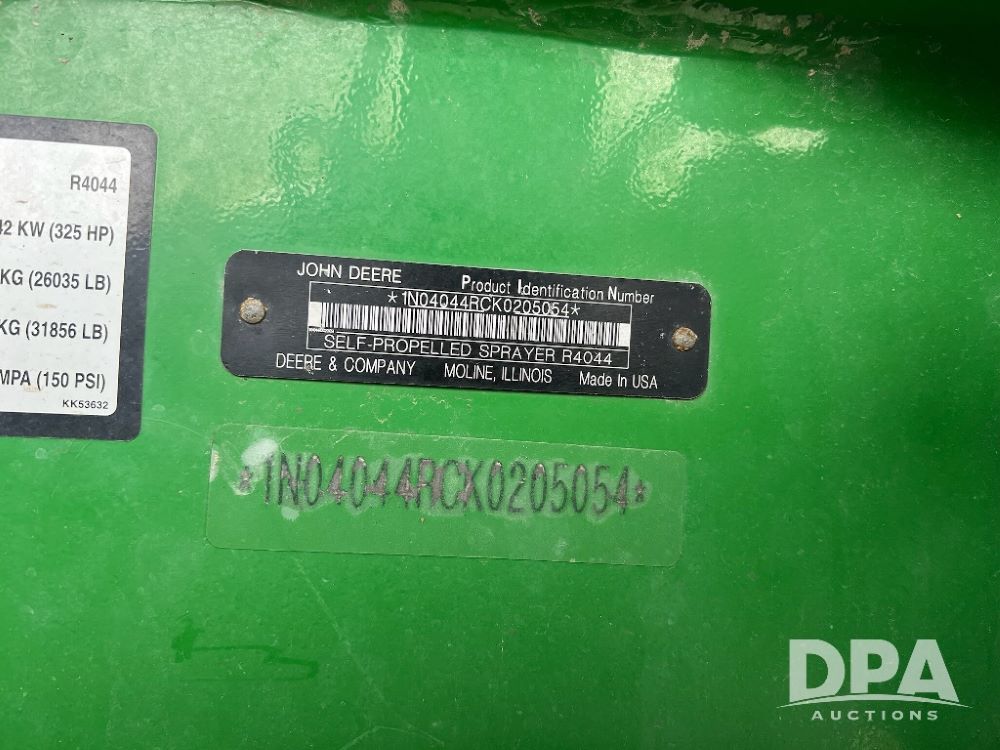 R4044
42 KW (325 HP)
KG (26035 LB)
KG (31856 LB)
MPA (150 PSI)
KK53632
JOHN DEERE
Product Identification Number
*1N04044RCK0205054*
SELF-PROPELLED SPRAYER R4044
DEERE & COMPANY MOLINE, ILLINOIS Made In USA
*1N04044RCK0205054*
DPA
AUCTIONS